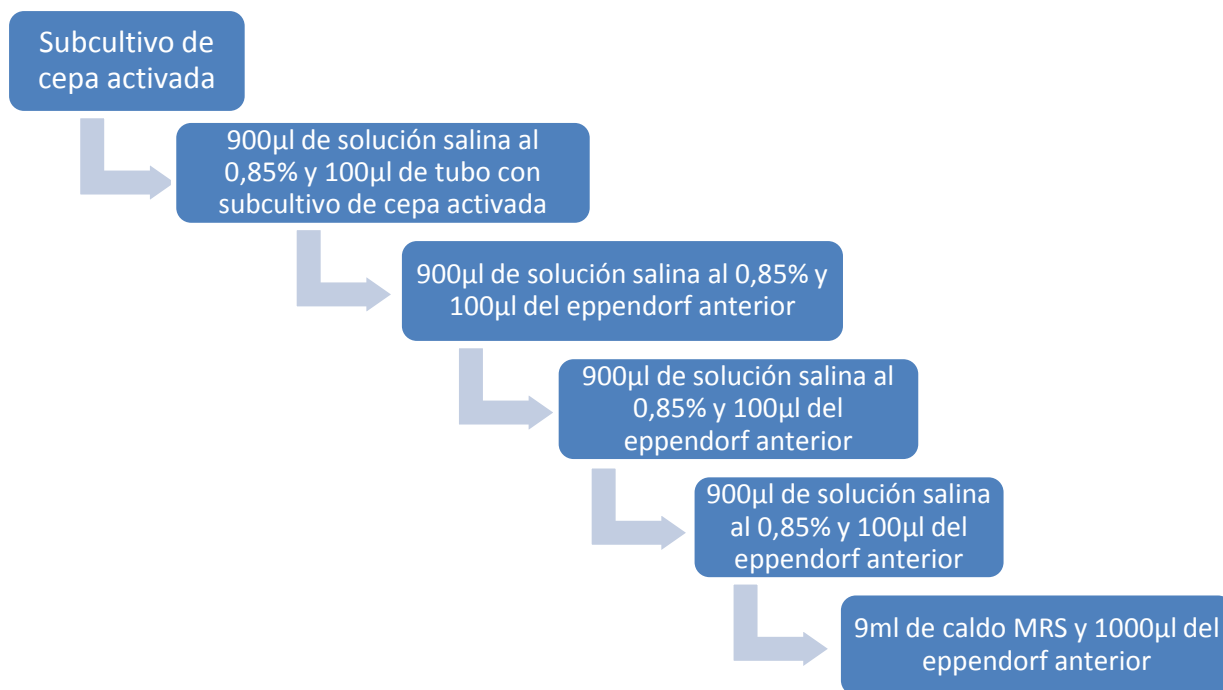 Subcultivo de
cepa activada
900µl de solución salina al
0,85% y 100µl de tubo con
subcultivo de cepa activada
900µl de solución salina al 0,85% y
100µl del eppendorf anterior
900µl de solución salina al
0,85% y 100µl del
eppendorf anterior
900µl de solución salina
al 0,85% y 100µl del
eppendorf anterior
9ml de caldo MRS y 1000µl del
eppendorf anterior